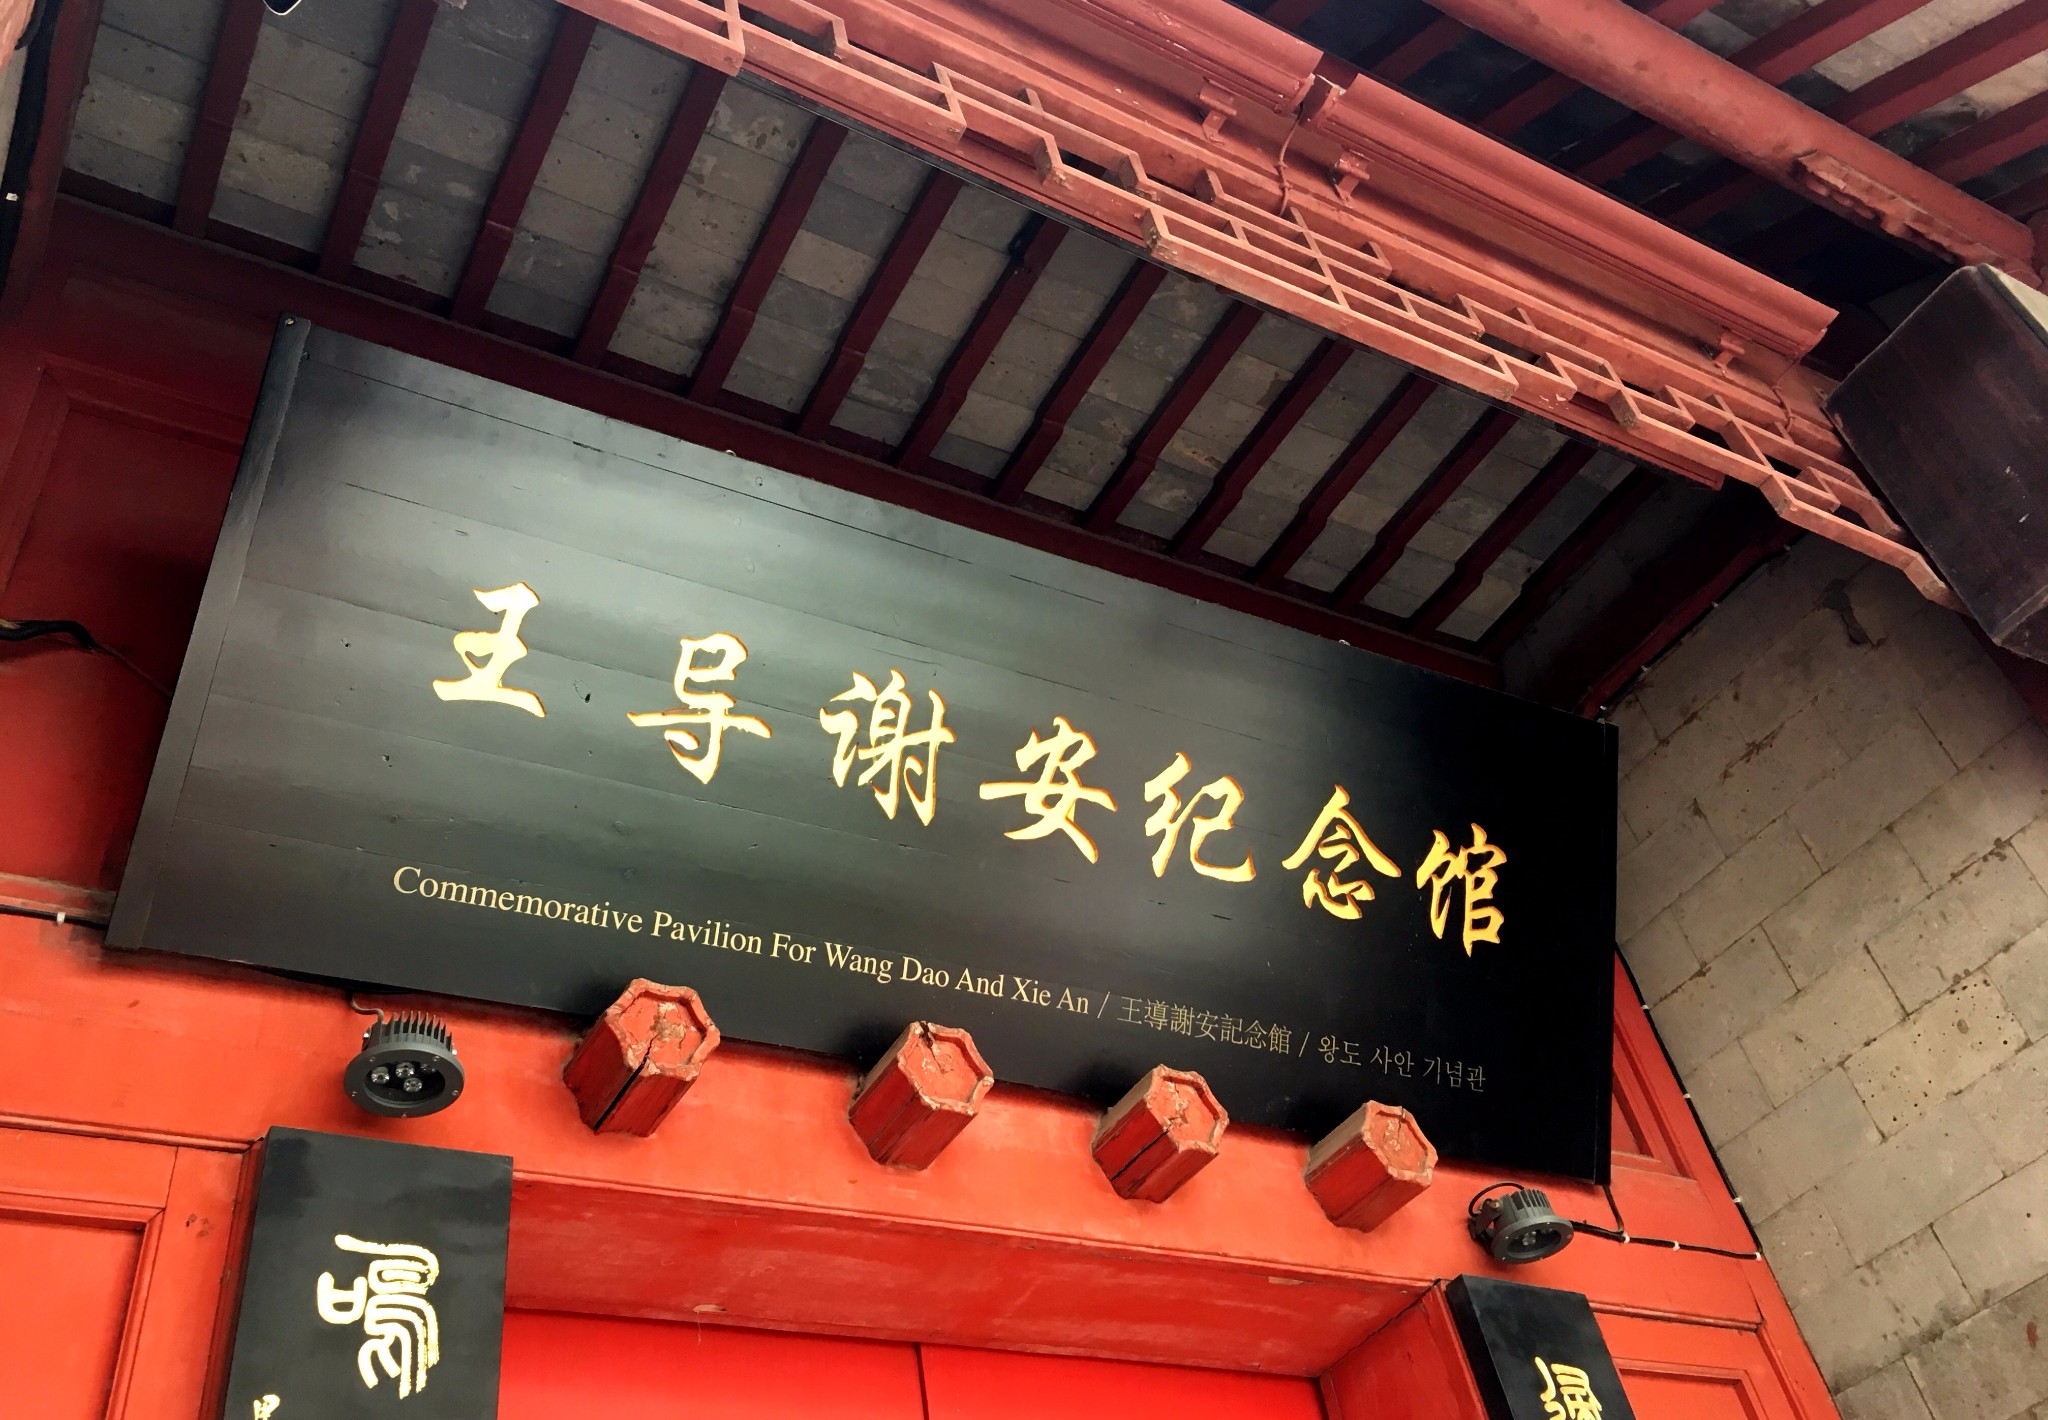 王导谢安纪念馆
Commemorative Pavilion For Wang Dao And Xie An / 王導謝安記念館 / 왕도 사안 기념관